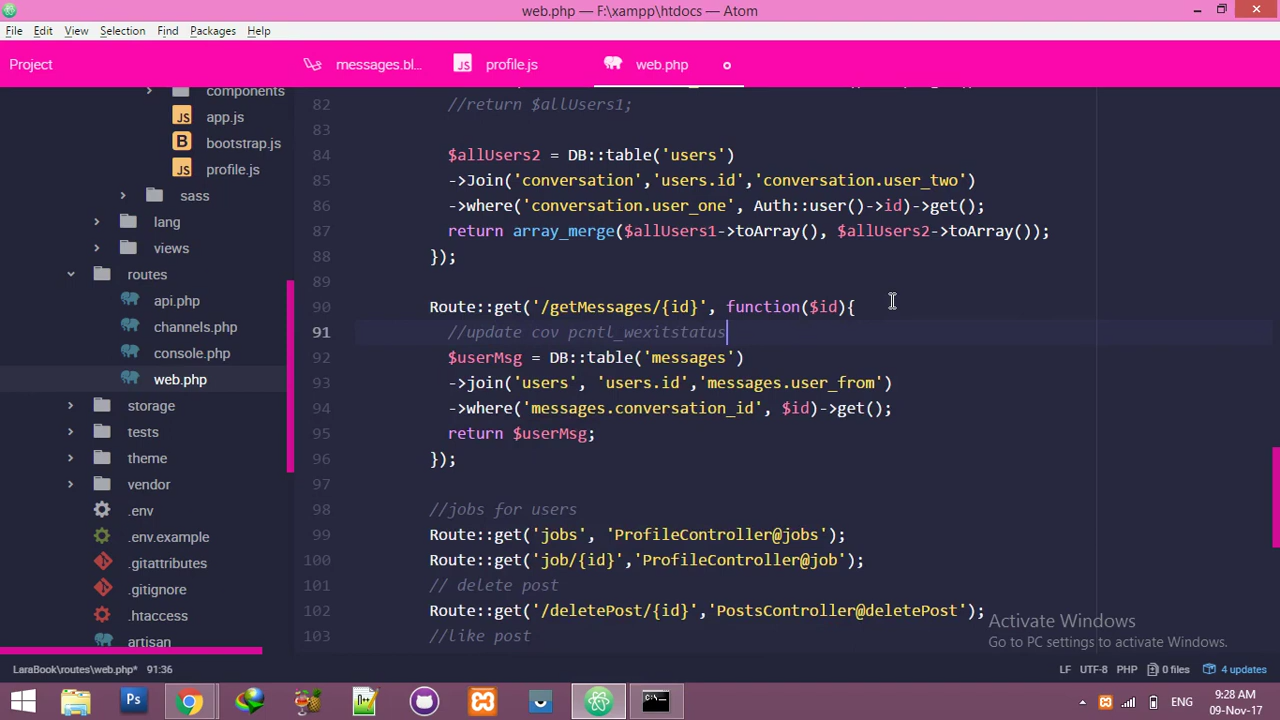 web.php — F:\xampp\htdocs — Atom
File Edit View Selection Find Packages Help
Project
messages.bl...
profile.js
web.php
components
app.js
bootstrap.js
profile.js
sass
lang
views
routes
api.php
channels.php
console.php
web.php
storage
tests
theme
vendor
.env
.env.example
.gitattributes
.gitignore
.htaccess
artisan
82 //return $allUsers1;
83
84 $allUsers2 = DB::table('users')
85 ->Join('conversation','users.id','conversation.user_two')
86 ->where('conversation.user_one', Auth::user()->id)->get();
87 return array_merge($allUsers1->toArray(), $allUsers2->toArray());
88 });
89
90 Route::get('/getMessages/{id}', function($id){
91 //update cov pcntl_wexitstatus
92 $userMsg = DB::table('messages')
93 ->join('users', 'users.id','messages.user_from')
94 ->where('messages.conversation_id', $id)->get();
95 return $userMsg;
96 });
97
98 //jobs for users
99 Route::get('jobs', 'ProfileController@jobs');
100 Route::get('job/{id}','ProfileController@job');
101 // delete post
102 Route::get('/deletePost/{id}','PostsController@deletePost');
103 //like post
Activate Windows
Go to PC settings to activate Windows.
LaraBook\routes\web.php* 91:36
LF UTF-8 PHP 0 files 4 updates
Ps
ENG
9:28 AM
09-Nov-17